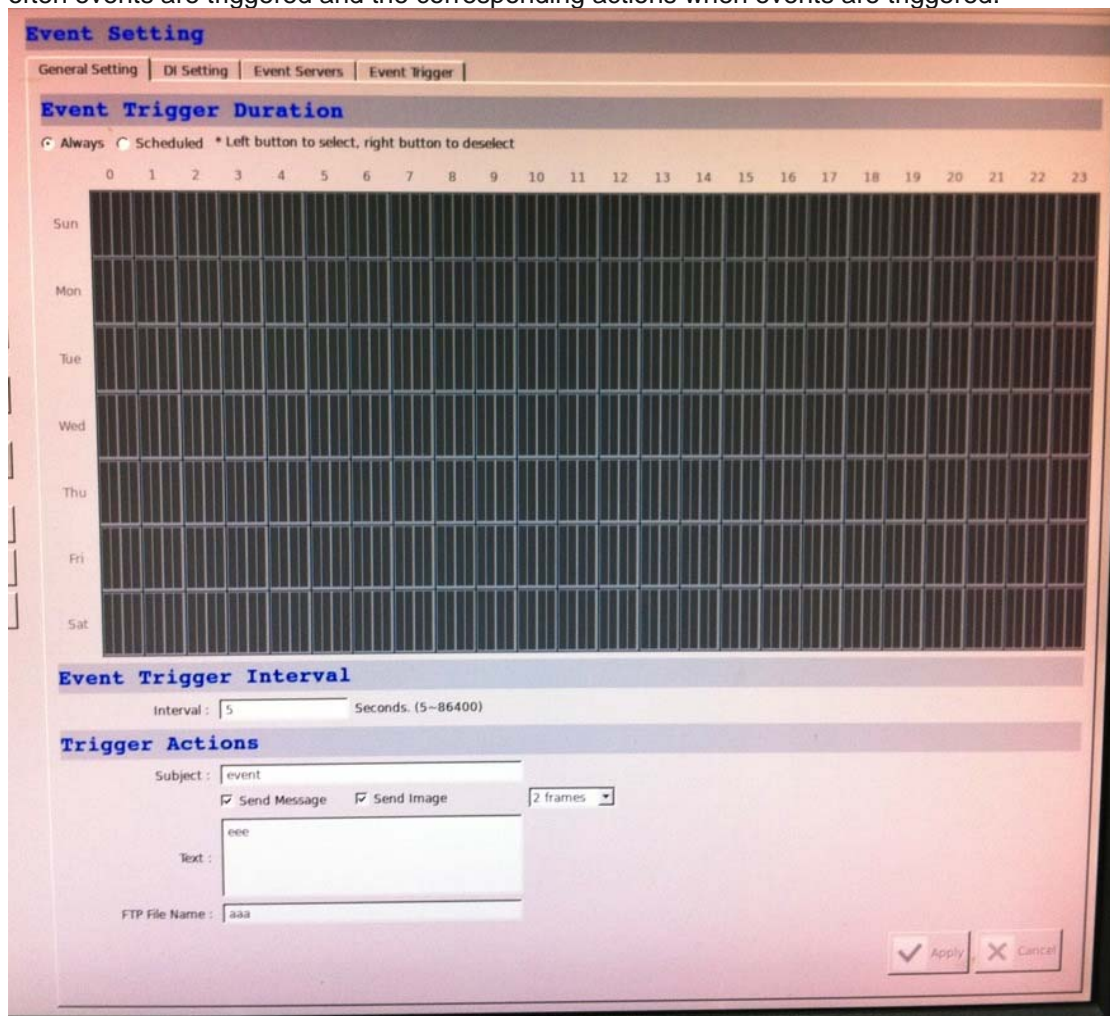 often events are triggered and the corresponding actions when events are triggered.
Event Setting
General Setting | DI Setting | Event Servers | Event Trigger
Event Trigger Duration
Always Scheduled * Left button to select, right button to deselect
0 1 2 3 4 5 6 7 8 9 10 11 12 13 14 15 16 17 18 19 20 21 22 23
Sun
Mon
Tue
Wed
Thu
Fri
Sat
Event Trigger Interval
Interval : 5 Seconds. (5~86400)
Trigger Actions
Subject : event
Send Message Send Image 2 frames
eee
Text :
FTP File Name : aaa
Apply Cancel